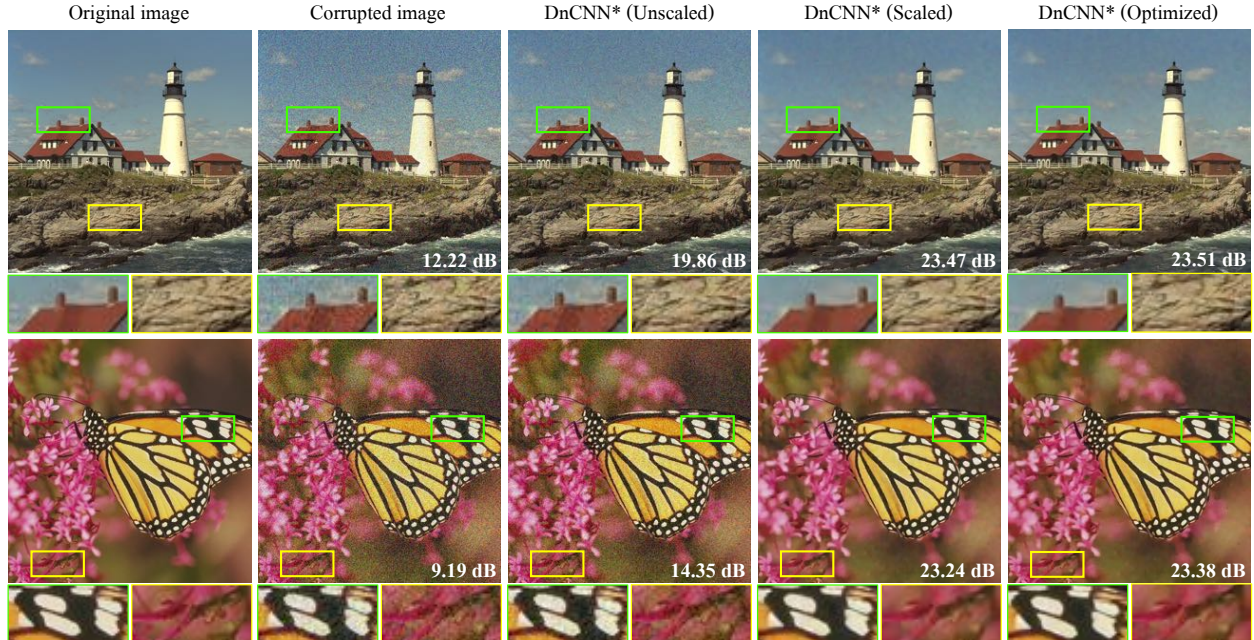 Original image
Corrupted image
DnCNN* (Unscaled)
DnCNN* (Scaled)
DnCNN* (Optimized)
12.22 dB
19.86 dB
23.47 dB
23.51 dB
9.19 dB
14.35 dB
23.24 dB
23.38 dB